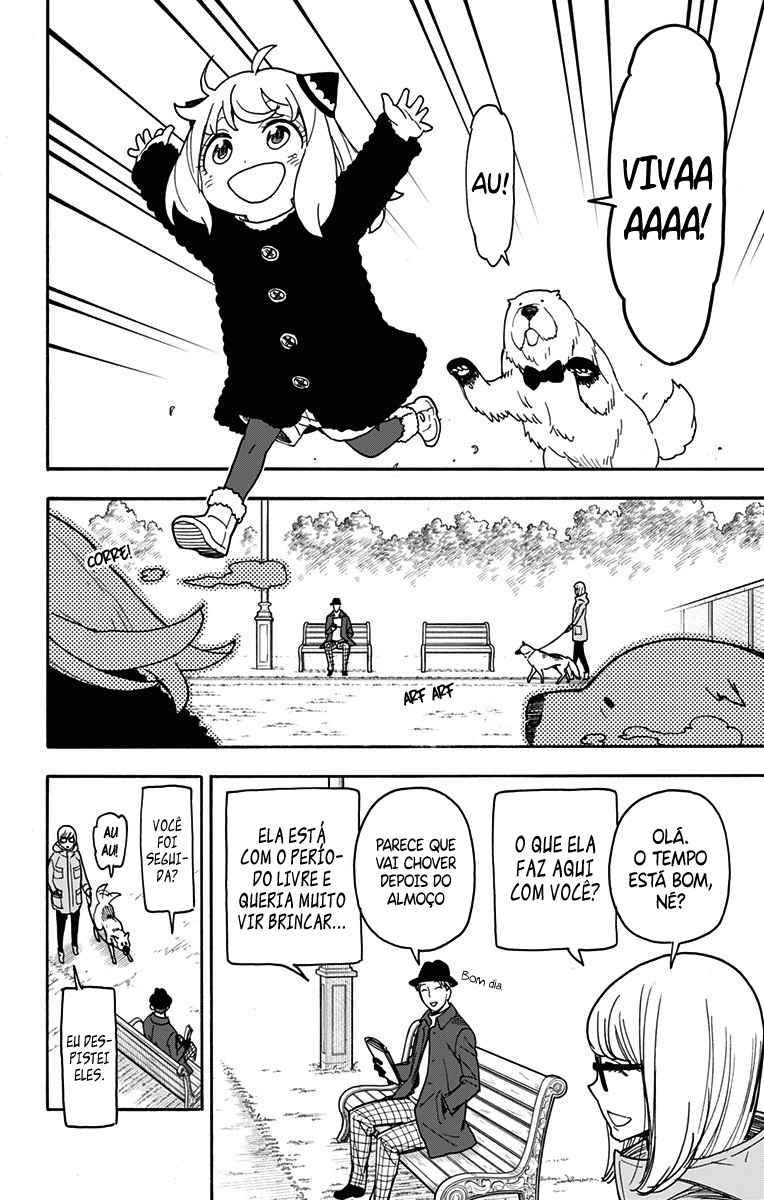 VIVAA
AAAA!
AU!
CORRE!
ARF ARF
OLÁ.
O TEMPO
ESTÁ BOM,
NÉ?
O QUE ELA
FAZ AQUI
COM VOCÊ?
PARECE QUE
VAI CHOVER
DEPOIS DO
ALMOÇO
Bom dia
ELA ESTÁ
COM O PERÍO-
DO LIVRE E
QUERIA MUITO
VIR BRINCAR...
VOCÊ
FOI
SEGUI-
DA?
AU
AU!
EU DES-
PISTEI
ELES.